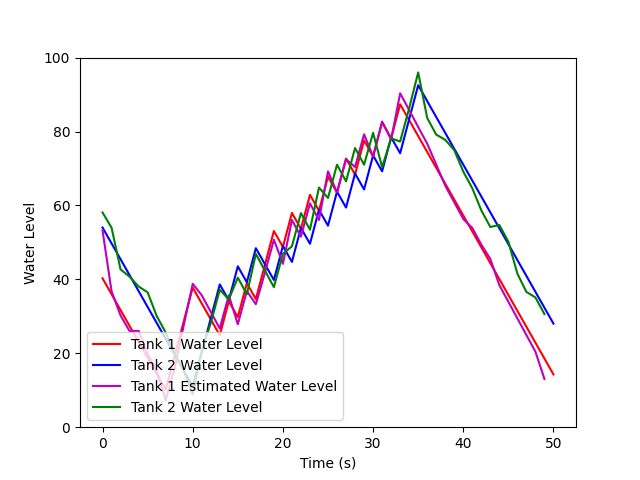 100
80
60
40
20
0
Water Level
Tank 1 Water Level
Tank 2 Water Level
Tank 1 Estimated Water Level
Tank 2 Water Level
0 10 20 30 40 50
Time (s)